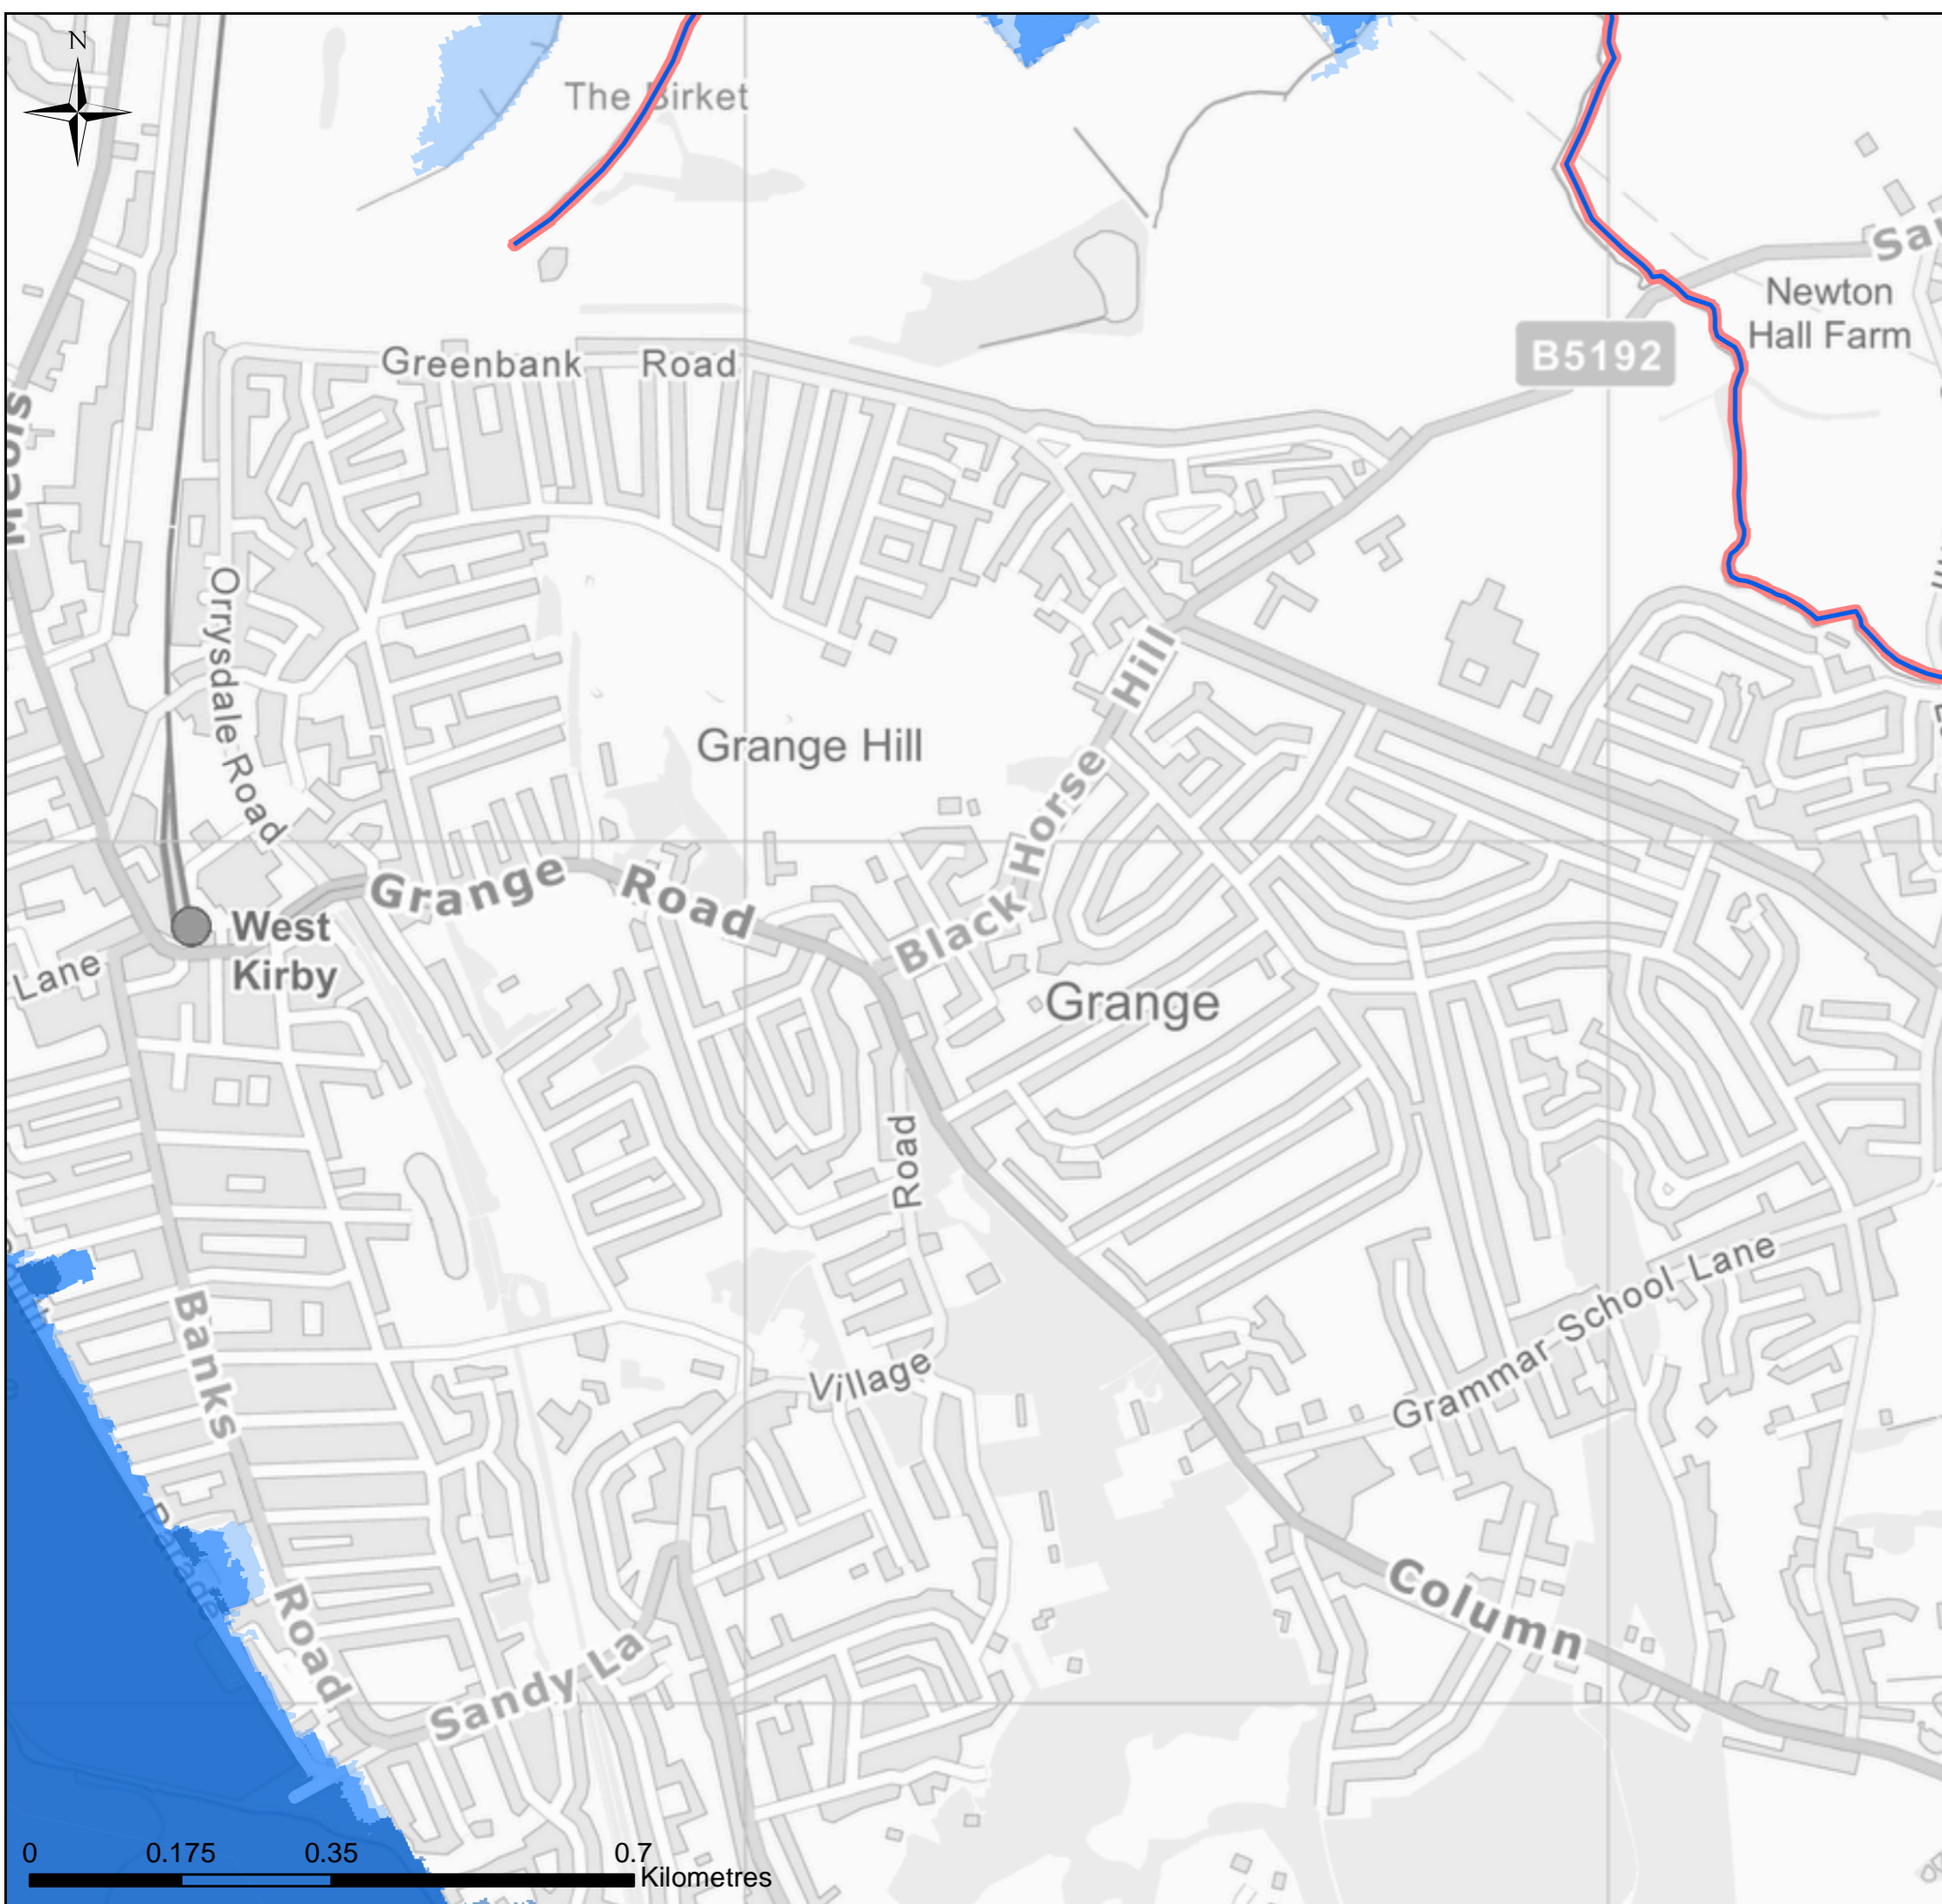 N
The Birket
Newton
Hall Farm
B5192
Greenbank Road
Meols
Orrysdale Road
Grange Hill
Black Horse Hill
Grange Road
West
Kirby
Lane
Grange
Road
Grammar School Lane
Village
Banks Road
Parade
Column
Sandy La
0 0.175 0.35 0.7
Kilometres